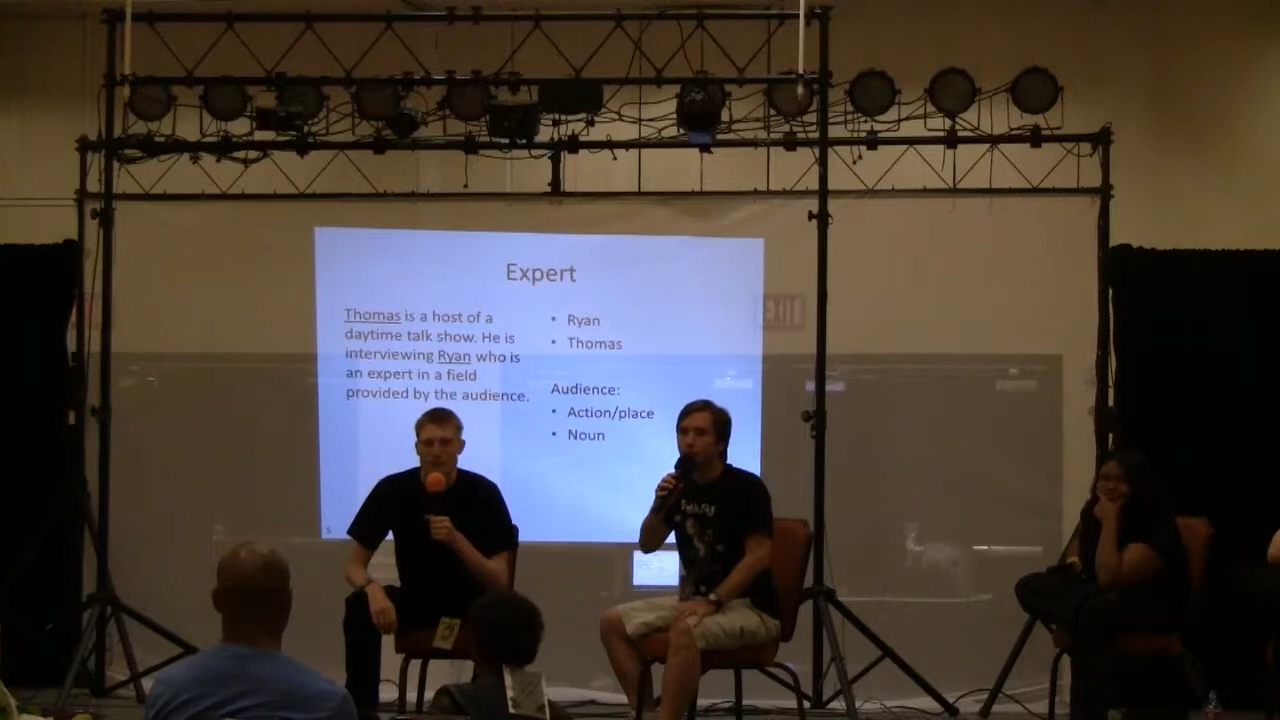 Expert
Thomas is a host of a
daytime talk show. He is
interviewing Ryan who is
an expert in a field
provided by the audience.
• Ryan
• Thomas
Audience:
• Action/place
• Noun
5
EXIT